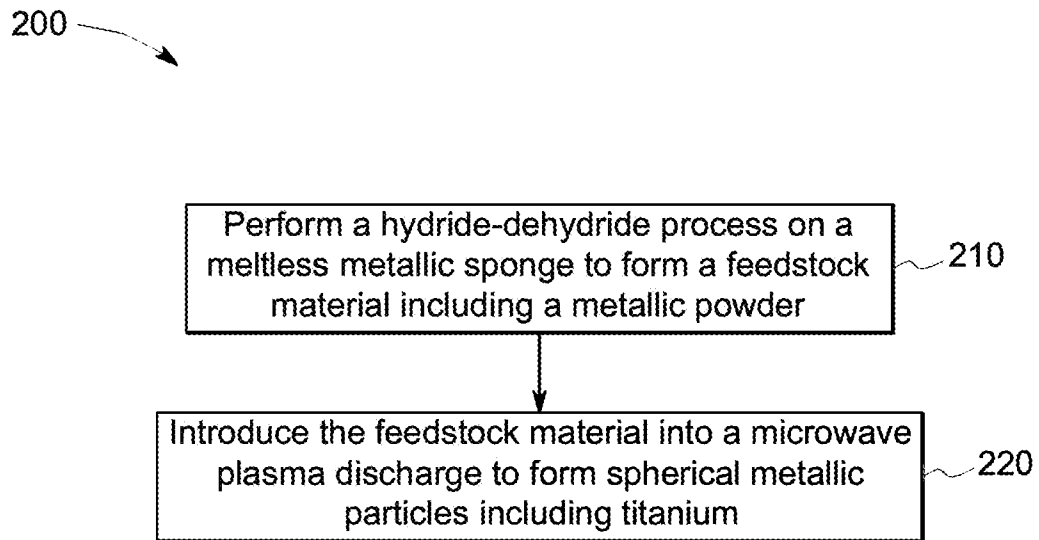 200
Perform a hydride-dehydride process on a
meltless metallic sponge to form a feedstock
material including a metallic powder
210
Introduce the feedstock material into a microwave
plasma discharge to form spherical metallic
particles including titanium
220